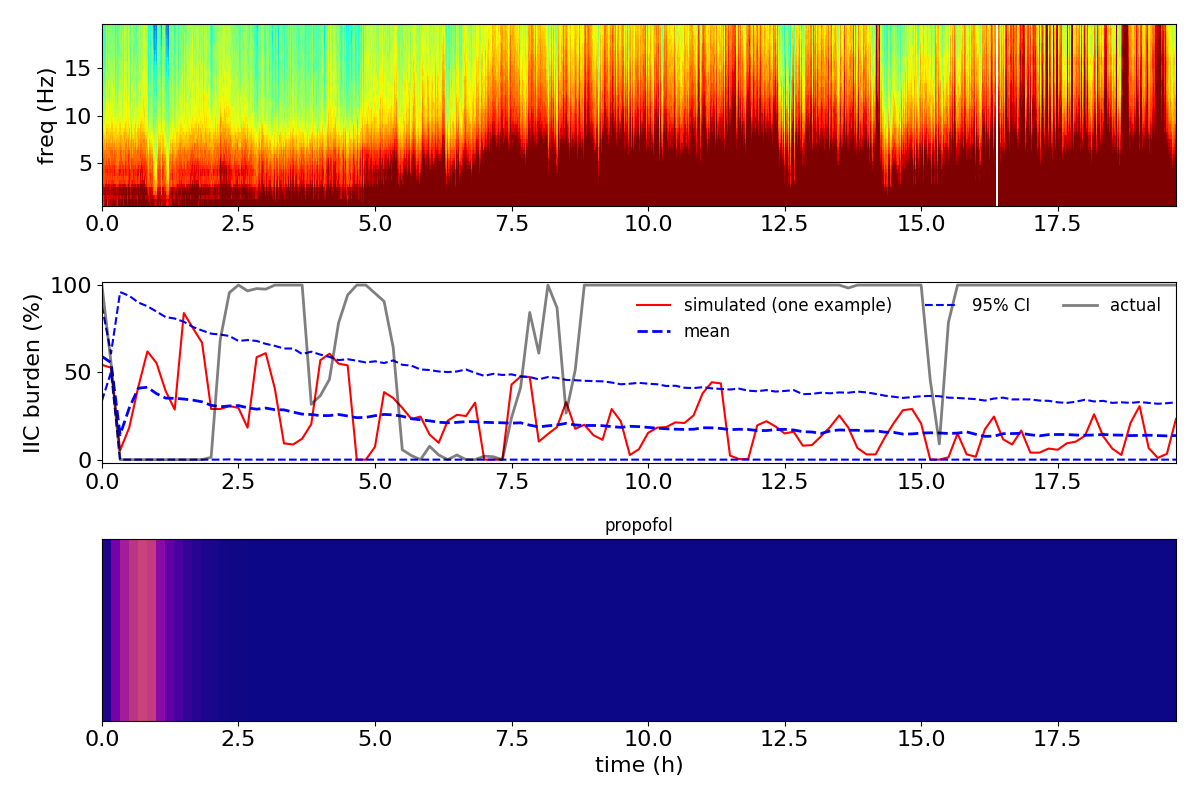 freq (Hz)
15
10
5
0.0 2.5 5.0 7.5 10.0 12.5 15.0 17.5
IIC burden (%)
100
50
0
simulated (one example) 95% CI actual
mean
0.0 2.5 5.0 7.5 10.0 12.5 15.0 17.5
propofol
0.0 2.5 5.0 7.5 10.0 12.5 15.0 17.5
time (h)